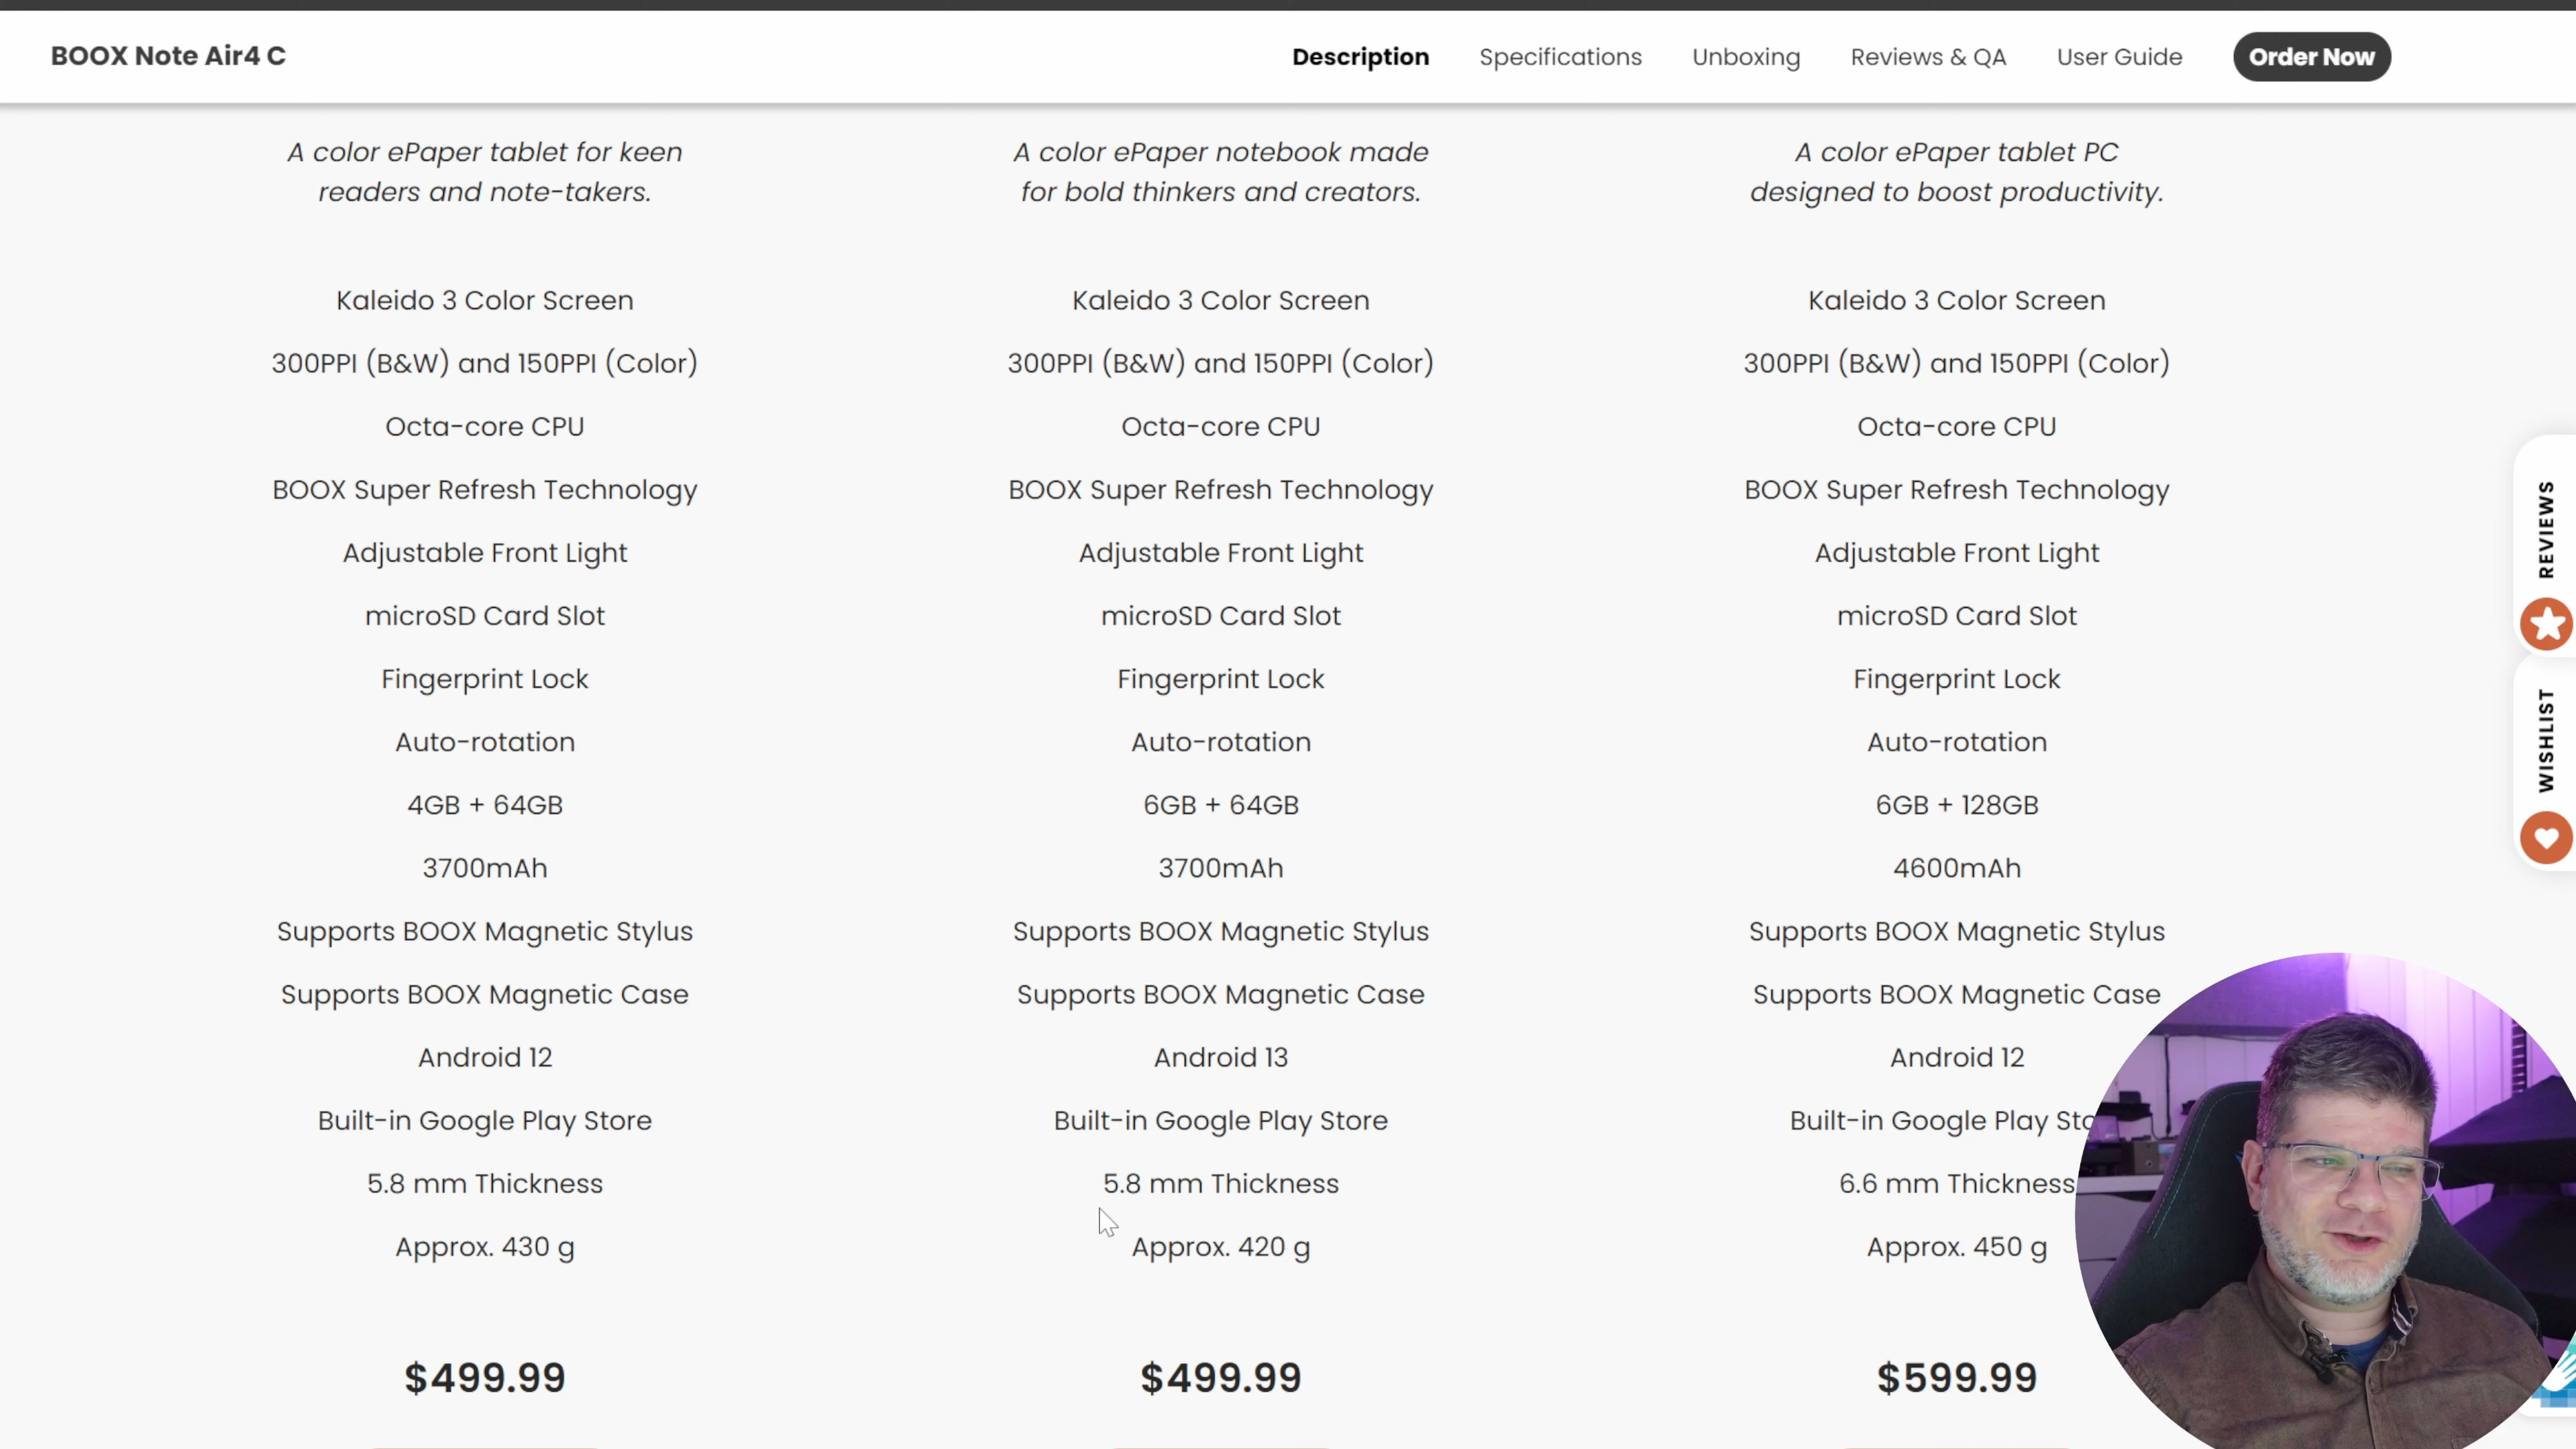 BOOX Note Air4 C
Description
Specifications
Unboxing
Reviews & QA
User Guide
Order Now
A color ePaper tablet for keen
readers and note-takers.
Kaleido 3 Color Screen
300PPI (B&W) and 150PPI (Color)
Octa-core CPU
BOOX Super Refresh Technology
Adjustable Front Light
microSD Card Slot
Fingerprint Lock
Auto-rotation
4GB + 64GB
3700mAh
Supports BOOX Magnetic Stylus
Supports BOOX Magnetic Case
Android 12
Built-in Google Play Store
5.8 mm Thickness
Approx. 430 g
$499.99
A color ePaper notebook made
for bold thinkers and creators.
Kaleido 3 Color Screen
300PPI (B&W) and 150PPI (Color)
Octa-core CPU
BOOX Super Refresh Technology
Adjustable Front Light
microSD Card Slot
Fingerprint Lock
Auto-rotation
6GB + 64GB
3700mAh
Supports BOOX Magnetic Stylus
Supports BOOX Magnetic Case
Android 13
Built-in Google Play Store
5.8 mm Thickness
Approx. 420 g
$499.99
A color ePaper tablet PC
designed to boost productivity.
Kaleido 3 Color Screen
300PPI (B&W) and 150PPI (Color)
Octa-core CPU
BOOX Super Refresh Technology
Adjustable Front Light
microSD Card Slot
Fingerprint Lock
Auto-rotation
6GB + 128GB
4600mAh
Supports BOOX Magnetic Stylus
Supports BOOX Magnetic Case
Android 12
Built-in Google Play
6.6 mm Thickness
Approx. 450 g
$599.99
REVIEWS
WISHLIST